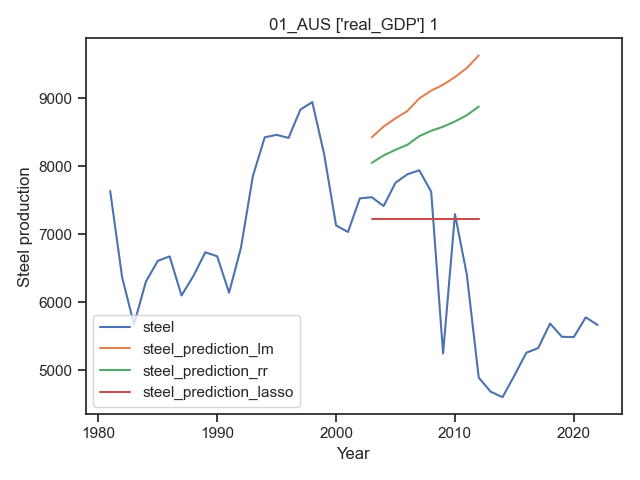 01_AUS ['real_GDP'] 1
Steel production
9000
8000
7000
6000
5000
steel
steel_prediction_lm
steel_prediction_rr
steel_prediction_lasso
1980
1990
2000
2010
2020
Year